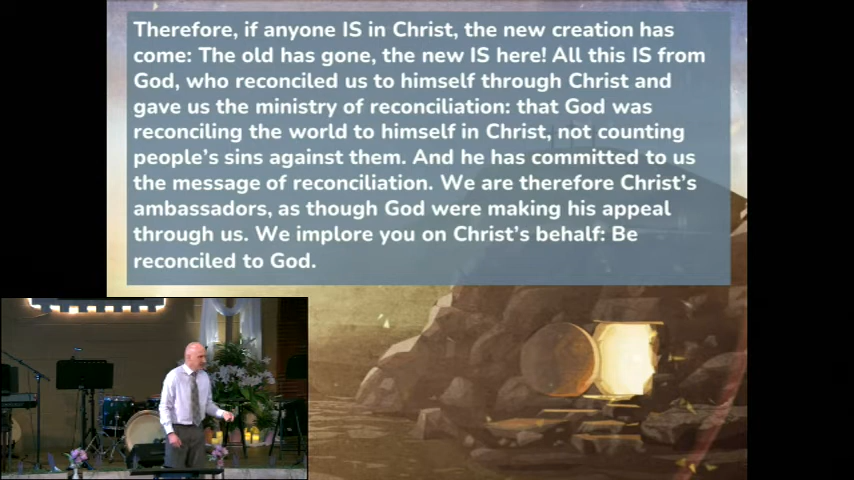 Therefore, if anyone IS in Christ, the new creation has
come: The old has gone, the new IS here! All this IS from
God, who reconciled us to himself through Christ and
gave us the ministry of reconciliation: that God was
reconciling the world to himself in Christ, not counting
people's sins against them. And he has committed to us
the message of reconciliation. We are therefore Christ's
ambassadors, as though God were making his appeal
through us. We implore you on Christ's behalf: Be
reconciled to God.